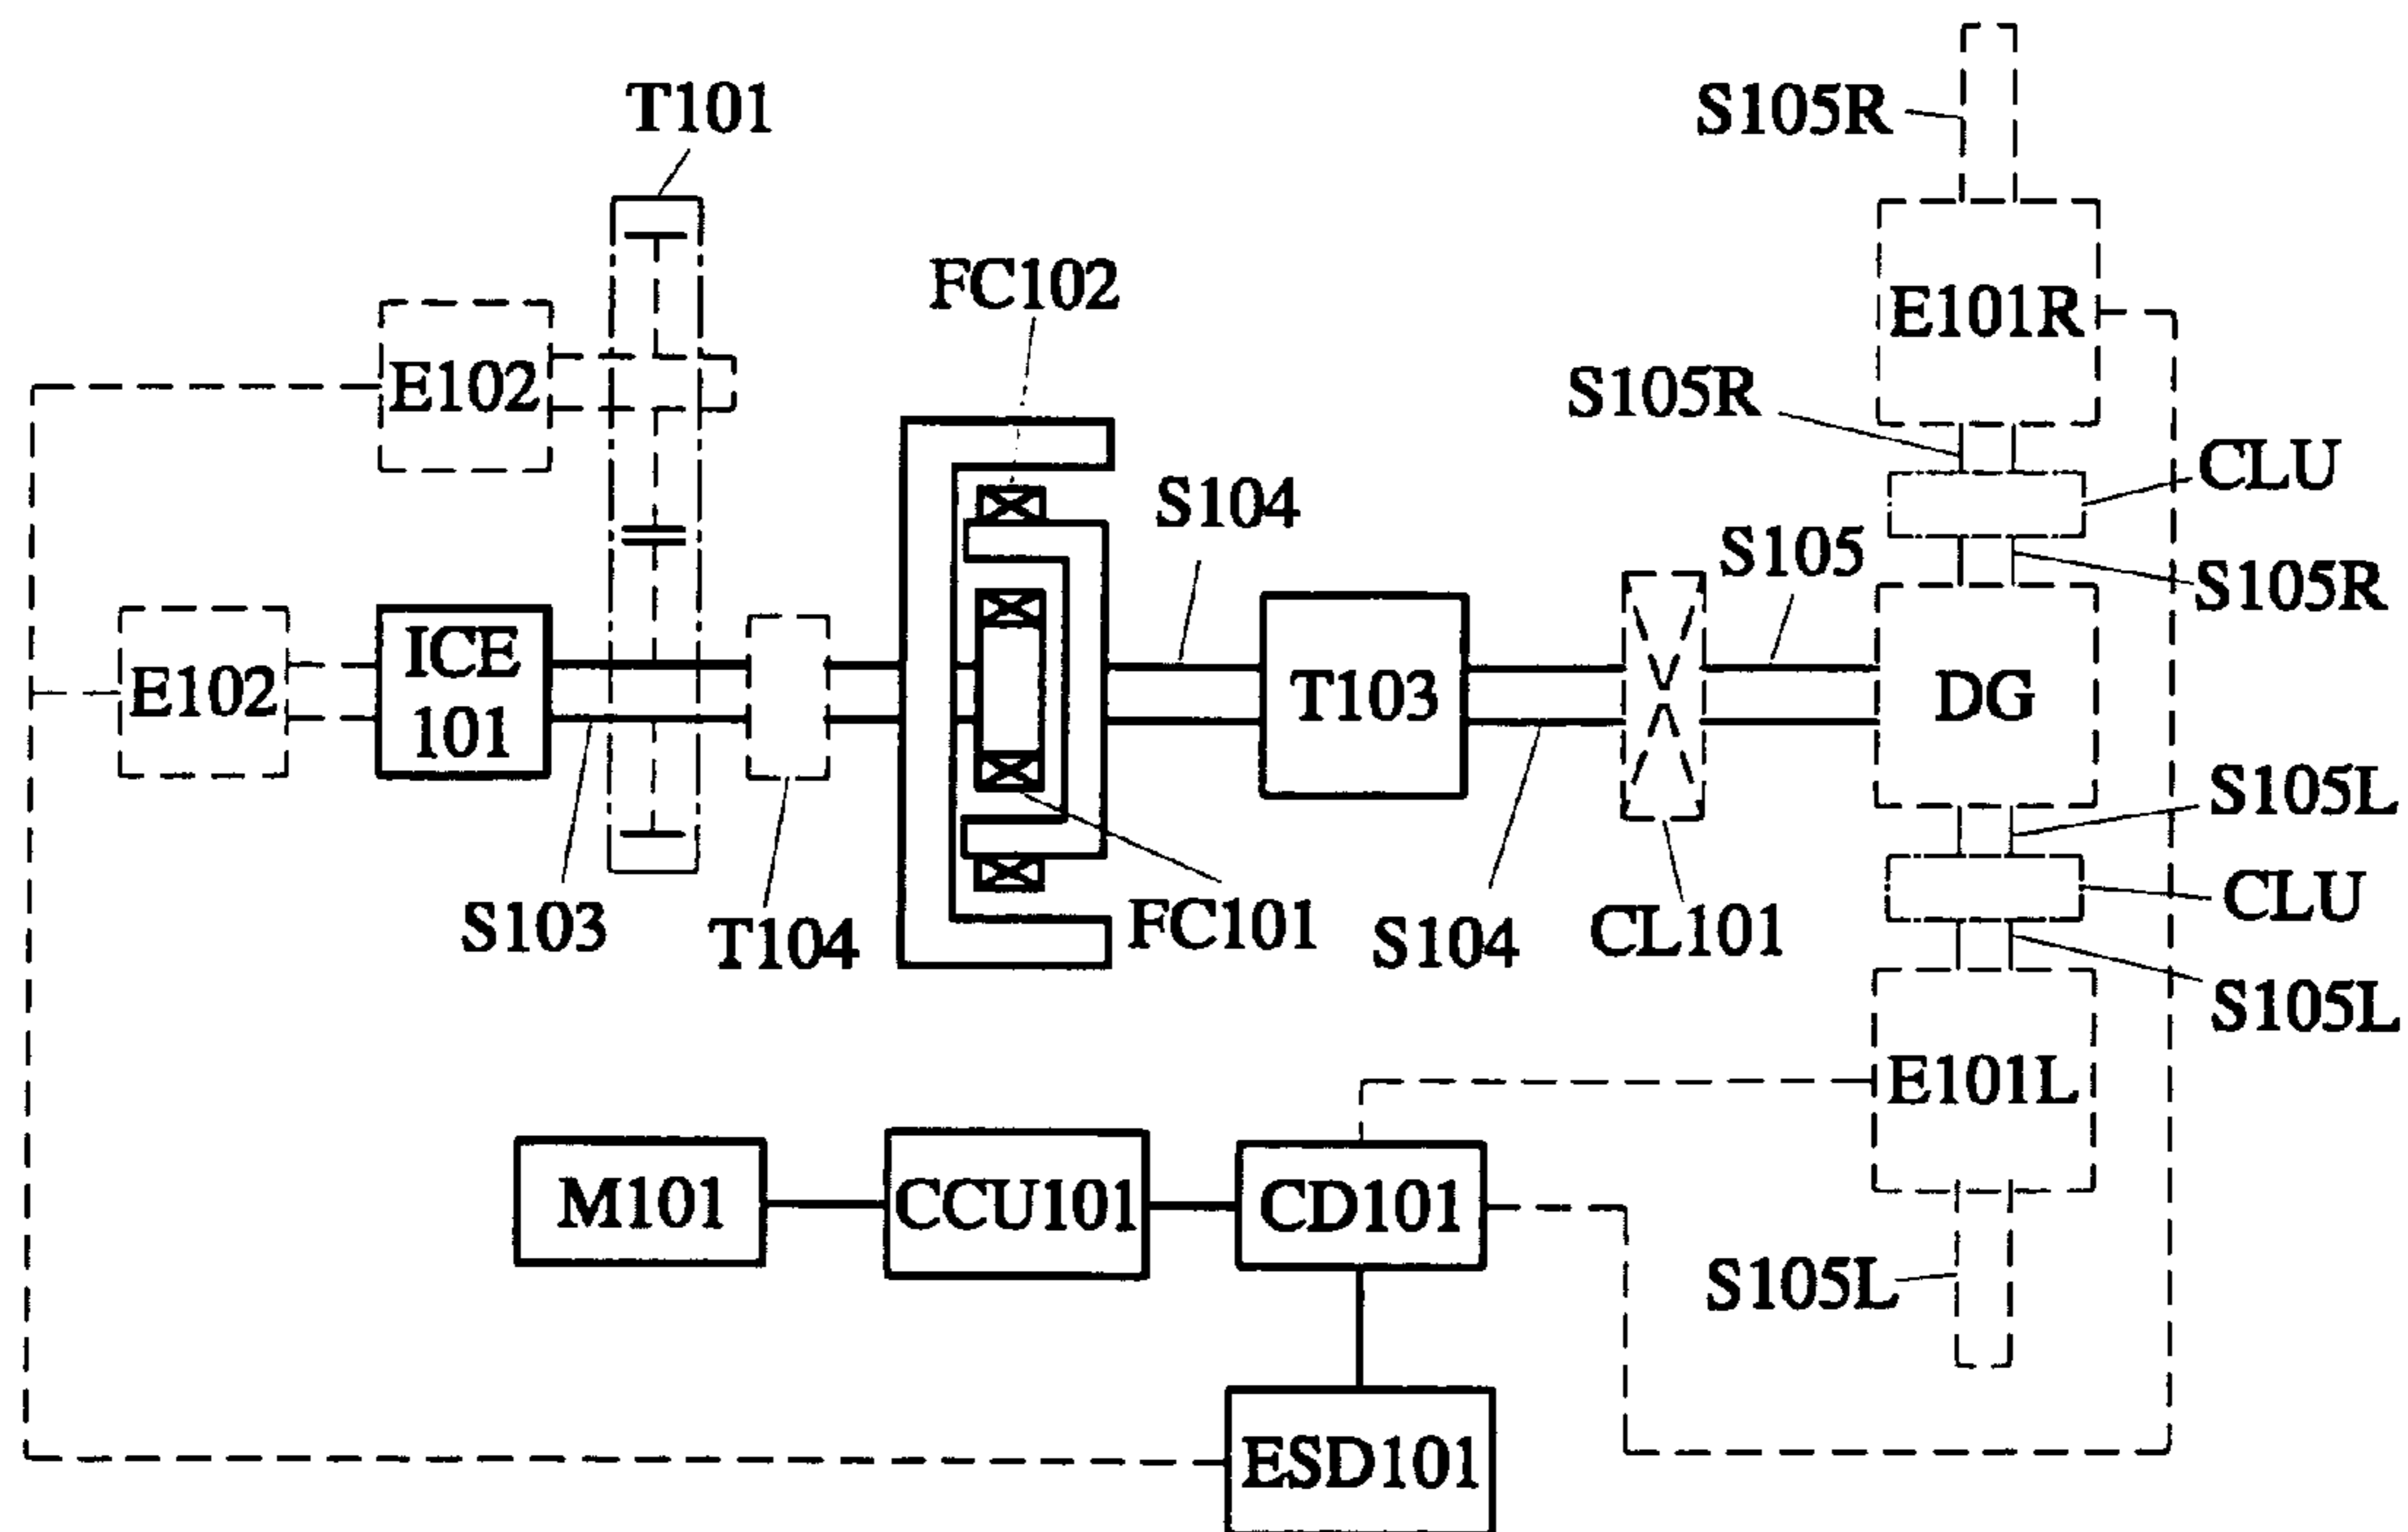 T101
S105R
FC102
E101R
E102
S105R
CLU
S104
S105
S105R
ICE
101
E102
T103
DG
S105L
CLU
S103
T104
FC101
S104
CL101
S105L
E101L
M101
CCU101
CD101
S105L
ESD101